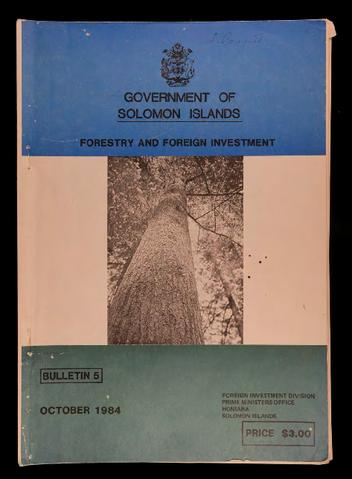 GOVERNMENT OF
SOLOMON ISLANDS
FORESTRY AND FOREIGN INVESTMENT
BULLETIN 5
OCTOBER 1984
FOREIGN INVESTMENT DIVISION
PRIME MINISTERS OFFICE
HONIARA
SOLOMON ISLANDS
PRICE $3.00